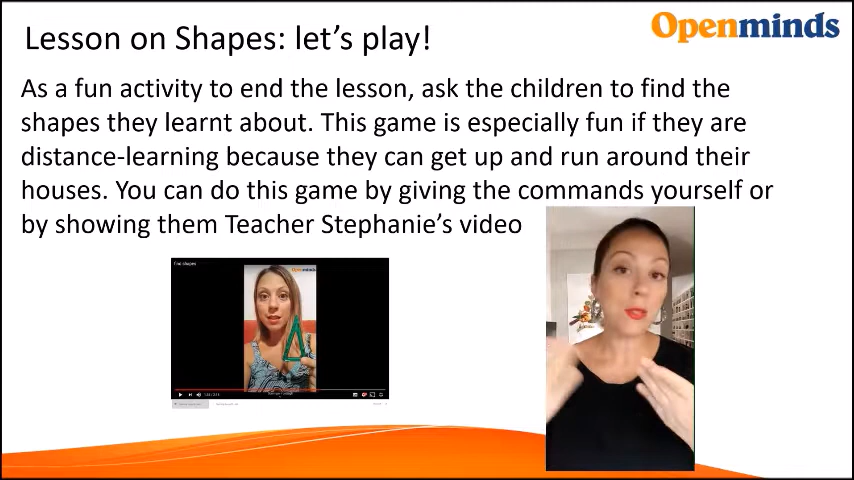 Lesson on Shapes: let's play!
Openminds
As a fun activity to end the lesson, ask the children to find the
shapes they learnt about. This game is especially fun if they are
distance-learning because they can get up and run around their
houses. You can do this game by giving the commands yourself or
by showing them Teacher Stephanie's video
find shapes
Openminds